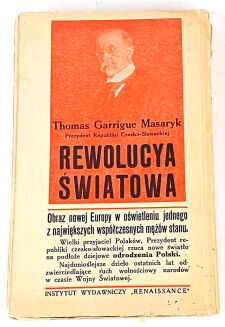 Thomas Garrigue Masaryk
Prezydent Republiki Czesko-Słowackiej
REWOLUCYA
ŚWIATOWA
Obraz nowej Europy w oświetleniu jednego
z największych współczesnych mężów stanu.
Wielki przyjaciel Polaków, Prezydent re-
publiki czesko-słowackiej rzuca nowe światło
na podłoże dziejowe odrodzenia Polski.
Najdonioślejsze dzieło ostatnich lat od-
zwierciedlające ruch wolnościowy narodów
w czasie Wojny Światowej.
INSTYTUT WYDAWNICZY „RENAISSANCE"